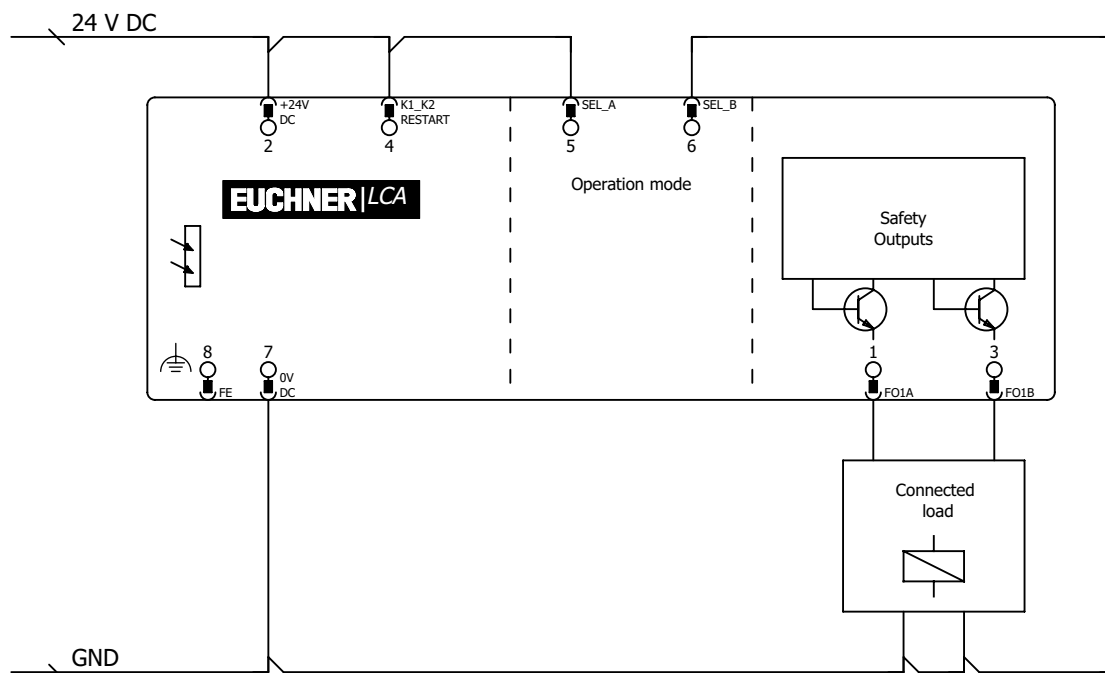 24 V DC
+24V
DC
K1_K2
RESTART
SEL_A
SEL_B
2
4
5
6
Operation mode
EUCHNER|LCA
Safety
Outputs
8
7
1
3
FE
0V
DC
FO1A
FO1B
Connected
load
GND